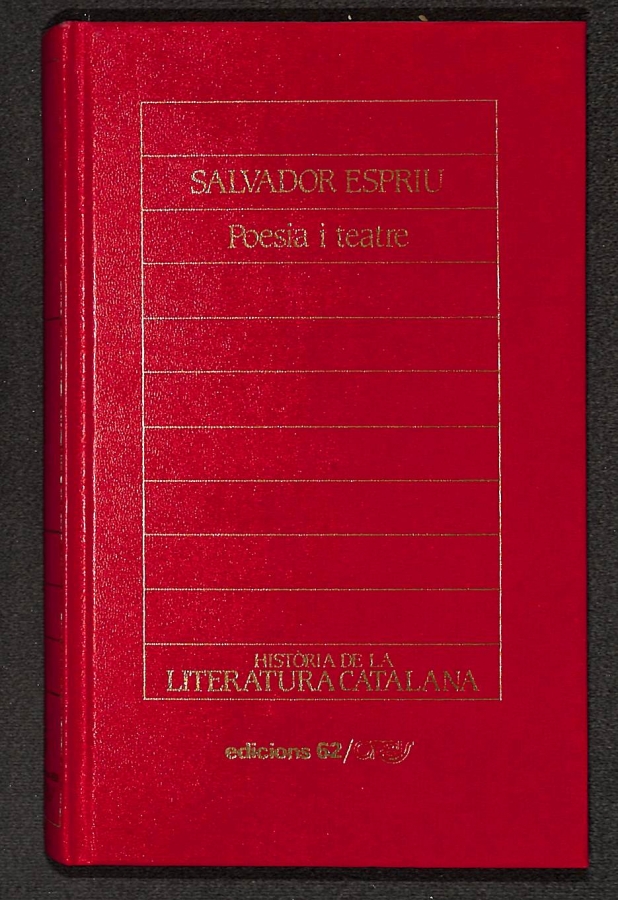 SALVADOR ESPRIU
Poesia i teatre
HISTÒRIA DE LA
LITERATURA CATALANA
edicions 62/